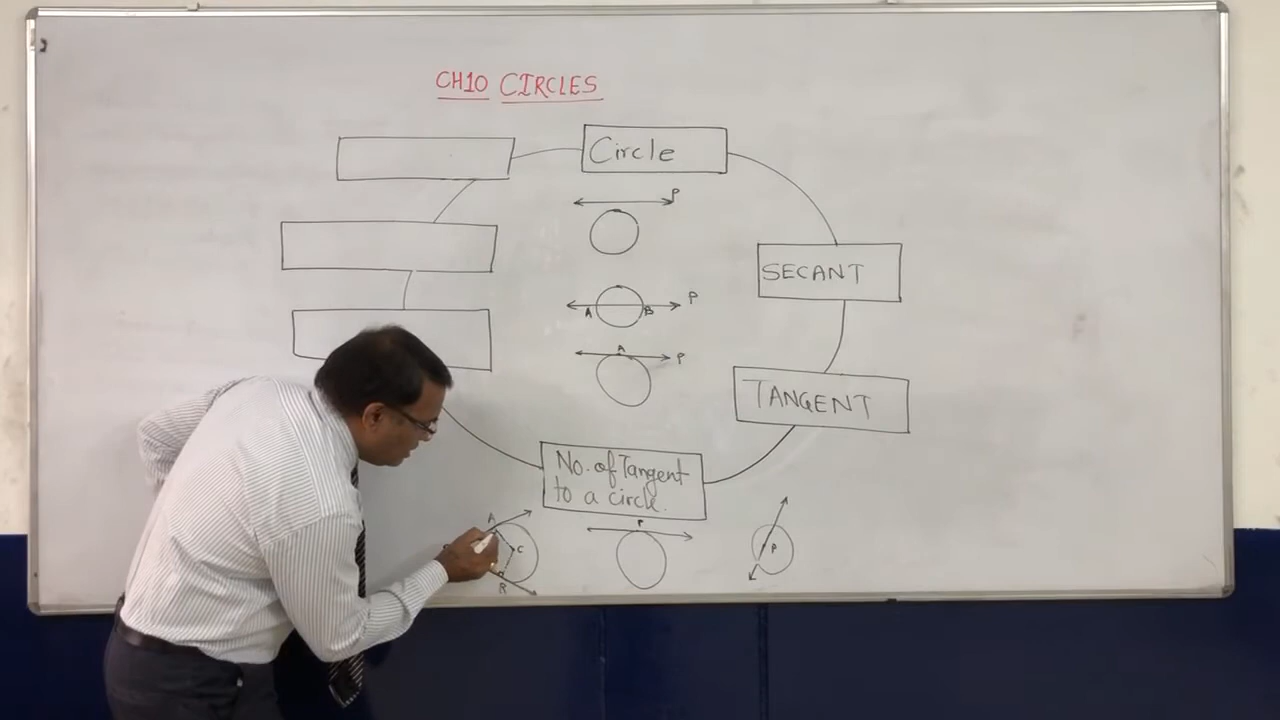 CH10 CIRCLES
Circle
P
SECANT
A B P
A P
TANGENT
No. of Tangent
to a circle.
A
C
R
P
P